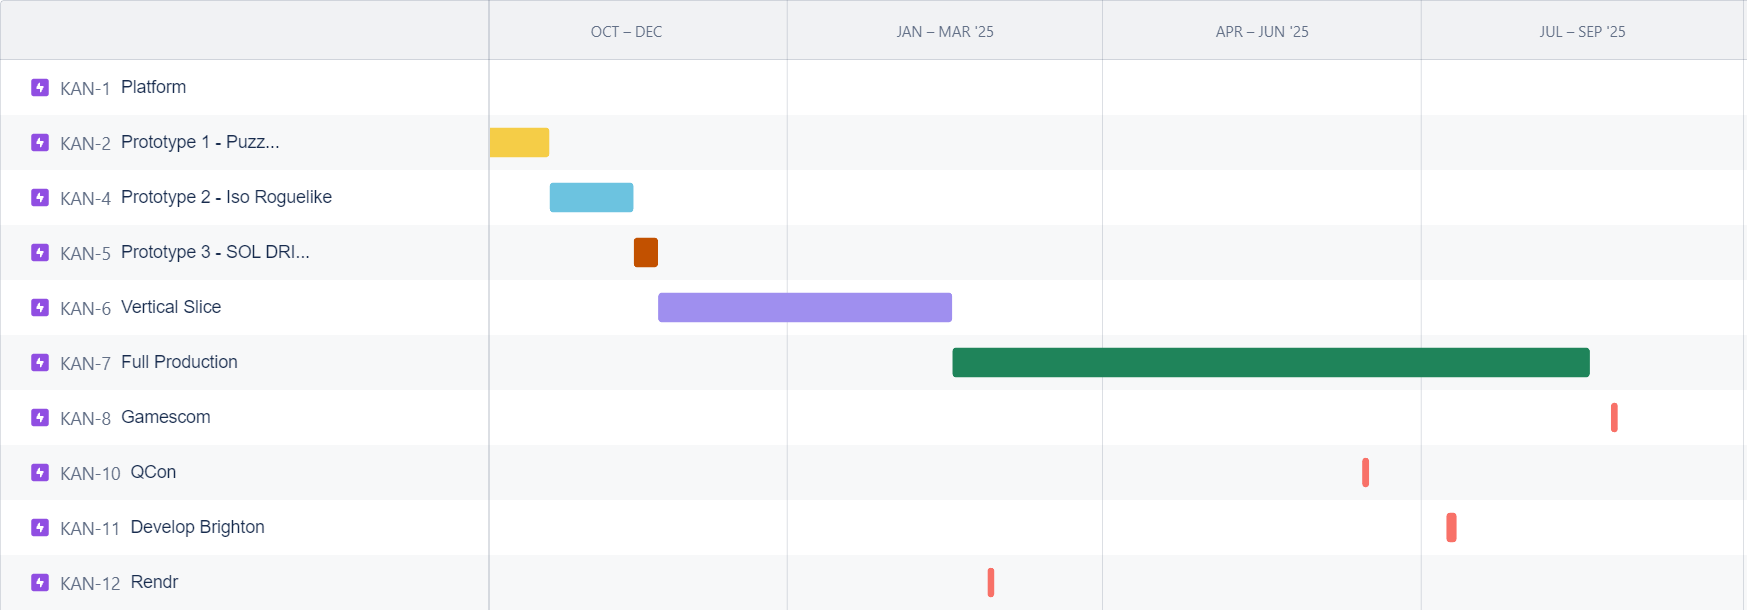 OCT – DEC JAN – MAR '25 APR – JUN '25 JUL – SEP '25
KAN-1 Platform
KAN-2 Prototype 1 - Puzz...
KAN-4 Prototype 2 - Iso Roguelike
KAN-5 Prototype 3 - SOL DRI...
KAN-6 Vertical Slice
KAN-7 Full Production
KAN-8 Gamescom
KAN-10 QCon
KAN-11 Develop Brighton
KAN-12 Rendr